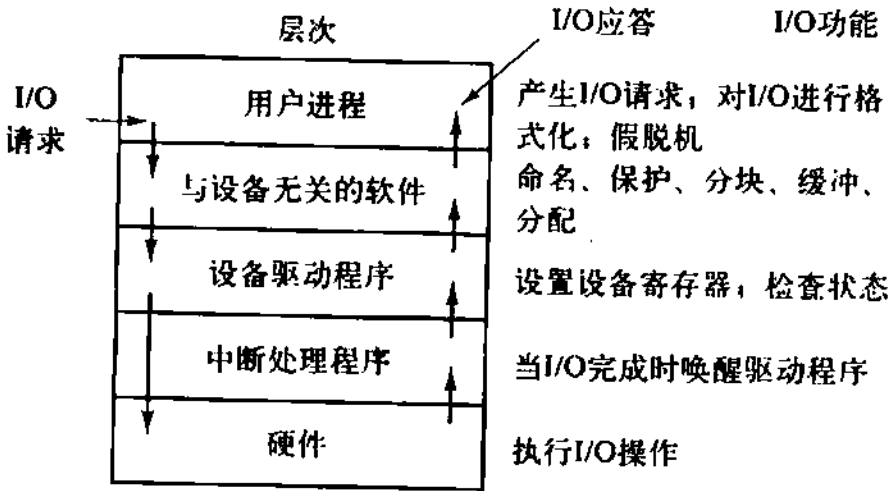 层次
I/O应答
I/O功能
I/O
请求
用户进程
产生I/O请求；对I/O进行格
式化；假脱机
与设备无关的软件
命名、保护、分块、缓冲、
分配
设备驱动程序
设置设备寄存器；检查状态
中断处理程序
当I/O完成时唤醒驱动程序
硬件
执行I/O操作